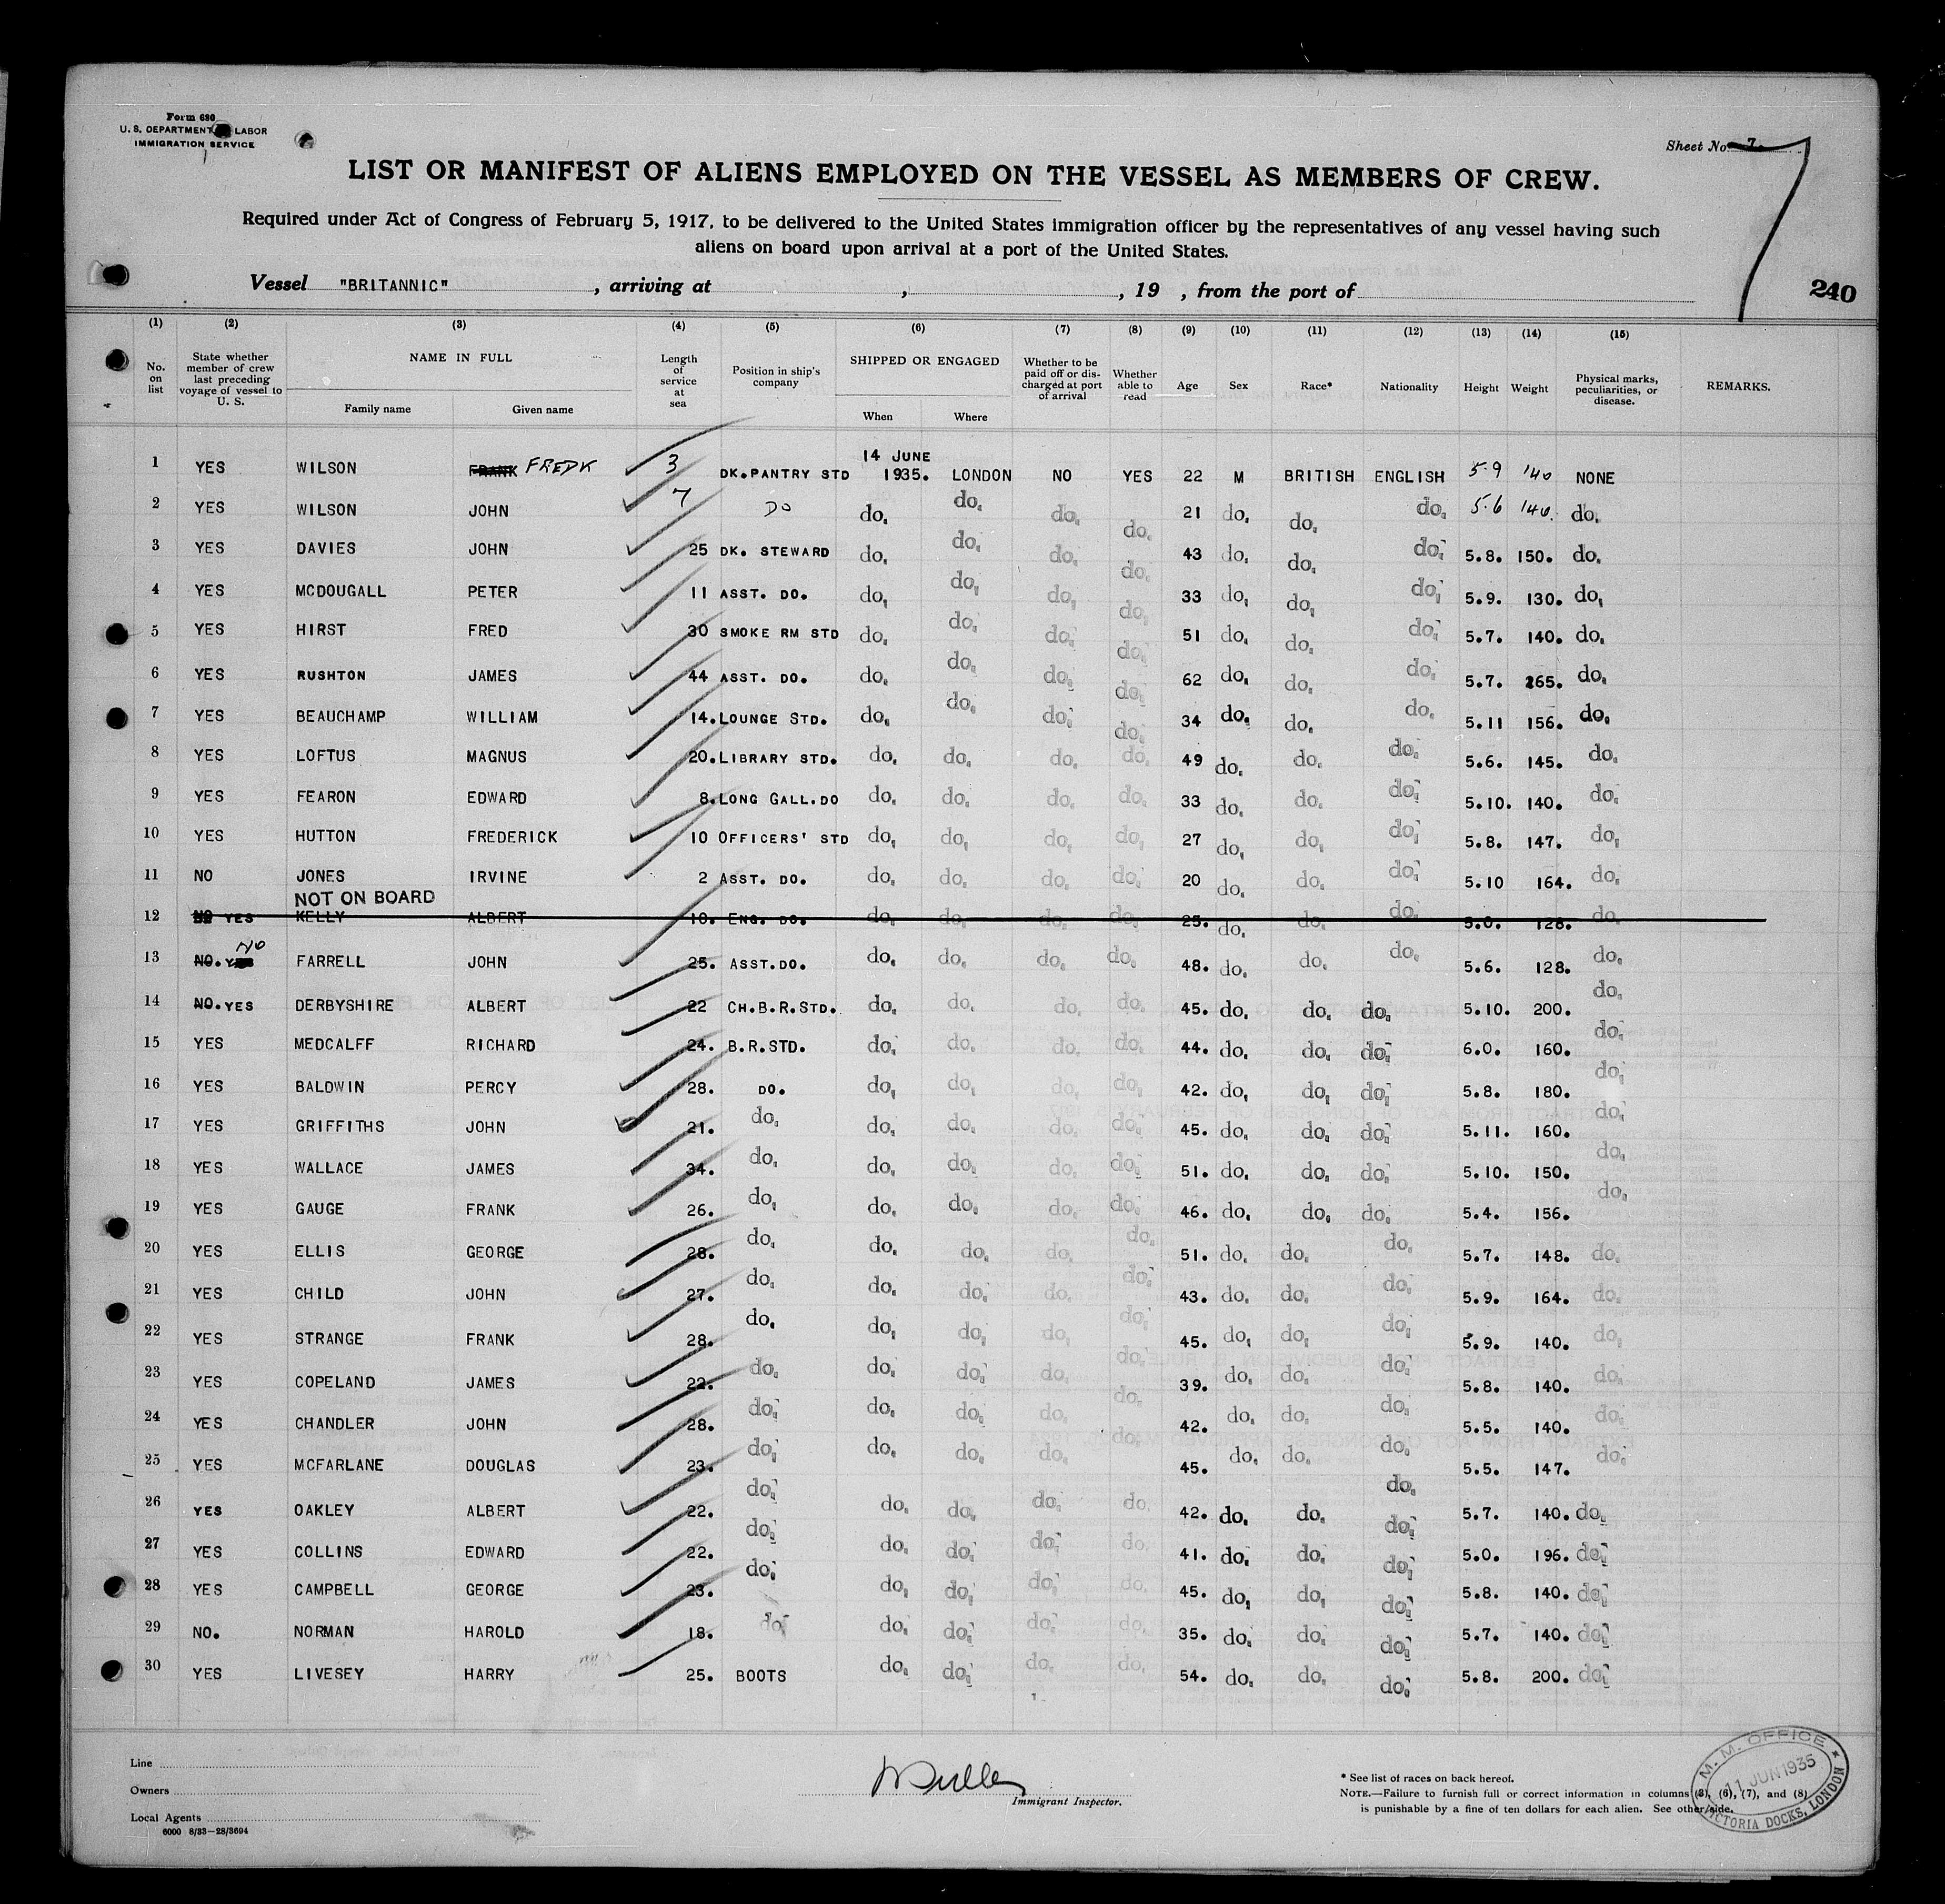 Form 680
U. S. DEPARTMENT LABOR
IMMIGRATION SERVICE
Sheet No. 7
7
LIST OR MANIFEST OF ALIENS EMPLOYED ON THE VESSEL AS MEMBERS OF CREW.
Required under Act of Congress of February 5, 1917, to be delivered to the United States immigration officer by the representatives of any vessel having such
aliens on board upon arrival at a port of the United States.
Vessel "BRITANNIC" , arriving at , , 19 , from the port of
240
(1) (2) (3) (4) (5) (6) (7) (8) (9) (10) (11) (12) (13) (14) (15)
No. on list State whether member of crew last preceding voyage of vessel to U. S. NAME IN FULL Family name Given name Length of service at sea Position in ship's company SHIPPED OR ENGAGED When Where Whether to be paid off or discharged at port of arrival Whether able to read Age Sex Race* Nationality Height Weight Physical marks, peculiarities, or disease. REMARKS.
1 YES WILSON FRANK FREDK 3 DK.PANTRY STD 14 JUNE 1935. LONDON NO YES 22 M BRITISH ENGLISH 5.9 140 NONE
2 YES WILSON JOHN 7 DO do. do. do. do. 21 do. do. do. 5.6 140. do.
3 YES DAVIES JOHN 25 DK. STEWARD do. do. do. do. 43 do. do. do. 5.8. 150. do.
4 YES MCDOUGALL PETER 11 ASST. DO. do. do. do. do. 33 do. do. do. 5.9. 130. do.
5 YES HIRST FRED 30 SMOKE RM STD do. do. do. do. 51 do. do. do. 5.7. 140. do.
6 YES RUSHTON JAMES 44 ASST. DO. do. do. do. do. 62 do. do. do. 5.7. 265. do.
7 YES BEAUCHAMP WILLIAM 14. LOUNGE STD. do. do. do. do. 34 do. do. do. 5.11 156. do.
8 YES LOFTUS MAGNUS 20. LIBRARY STD. do. do. do. do. 49 do. do. do. 5.6. 145. do.
9 YES FEARON EDWARD 8. LONG GALL.DO do. do. do. do. 33 do. do. do. 5.10. 140. do.
10 YES HUTTON FREDERICK 10 OFFICERS' STD do. do. do. do. 27 do. do. do. 5.8. 147. do.
11 NO JONES IRVINE 2 ASST. DO. do. do. do. do. 20 do. do. do. 5.10 164. do.
NOT ON BOARD
12 NO YES KELLY ALBERT 10. ENG. DO. do. do. do. do. 25. do. do. do. 5.0. 128. do.
13 NO. YES NO FARRELL JOHN 25. ASST.DO. do. do. do. do. 48. do. do. do. 5.6. 128. do.
14 NO. YES DERBYSHIRE ALBERT 22 CH.B.R.STD. do. do. do. do. 45. do. do. do. 5.10. 200. do.
15 YES MEDCALFF RICHARD 24. B.R.STD. do. do. do. do. 44. do. do. do. 6.0. 160. do.
16 YES BALDWIN PERCY 28. DO. do. do. do. do. 42. do. do. do. 5.8. 180. do.
17 YES GRIFFITHS JOHN 21. do. do. do. do. do. 45. do. do. do. 5.11. 160. do.
18 YES WALLACE JAMES 34. do. do. do. do. do. 51. do. do. do. 5.10. 150. do.
19 YES GAUGE FRANK 26. do. do. do. do. do. 46. do. do. do. 5.4. 156. do.
20 YES ELLIS GEORGE 28. do. do. do. do. do. 51. do. do. do. 5.7. 148. do.
21 YES CHILD JOHN 27. do. do. do. do. do. 43. do. do. do. 5.9. 164. do.
22 YES STRANGE FRANK 28. do. do. do. do. do. 45. do. do. do. 5.9. 140. do.
23 YES COPELAND JAMES 22. do. do. do. do. do. 39. do. do. do. 5.8. 140. do.
24 YES CHANDLER JOHN 28. do. do. do. do. do. 42. do. do. do. 5.5. 140. do.
25 YES MCFARLANE DOUGLAS 23. do. do. do. do. do. 45. do. do. do. 5.5. 147. do.
26 YES OAKLEY ALBERT 22. do. do. do. do. do. 42. do. do. do. do. 5.7. 140. do.
27 YES COLLINS EDWARD 22. do. do. do. do. do. 41. do. do. do. 5.0. 196. do.
28 YES CAMPBELL GEORGE 23. do. do. do. do. do. 45. do. do. do. 5.8. 140. do.
29 NO. NORMAN HAROLD 18. do. do. do. do. do. 35. do. do. do. 5.7. 140. do.
30 YES LIVESEY HARRY 25. BOOTS do. do. do. do. 54. do. do. do. 5.8. 200. do.
Line
Owners
Local Agents
6000 8/33—28/3694
Immigrant Inspector.
* See list of races on back hereof.
NOTE.—Failure to furnish full or correct information in columns (3), (6), (7), and (8)
is punishable by a fine of ten dollars for each alien. See other side.
M. M. OFFICE
11 JUN 1935
VICTORIA DOCKS, LONDON